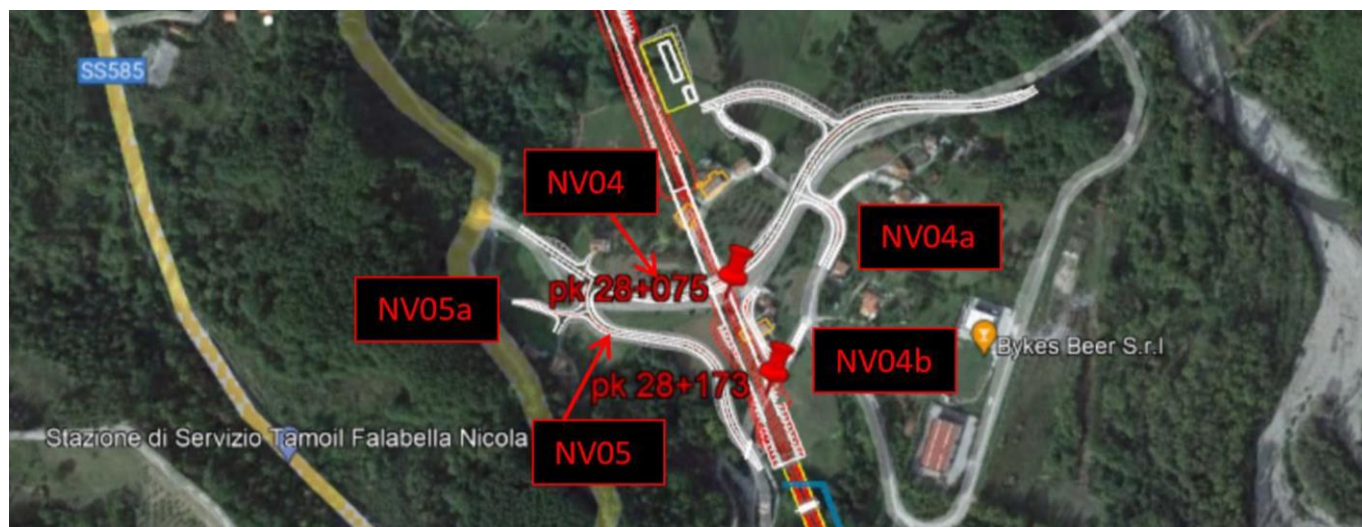 SS585
NV04
NV04a
pk 28+075
NV05a
Bykes Beer S.r.l
NV04b
pk 28+173
Stazione di Servizio Tamoil Falabella Nicola
NV05